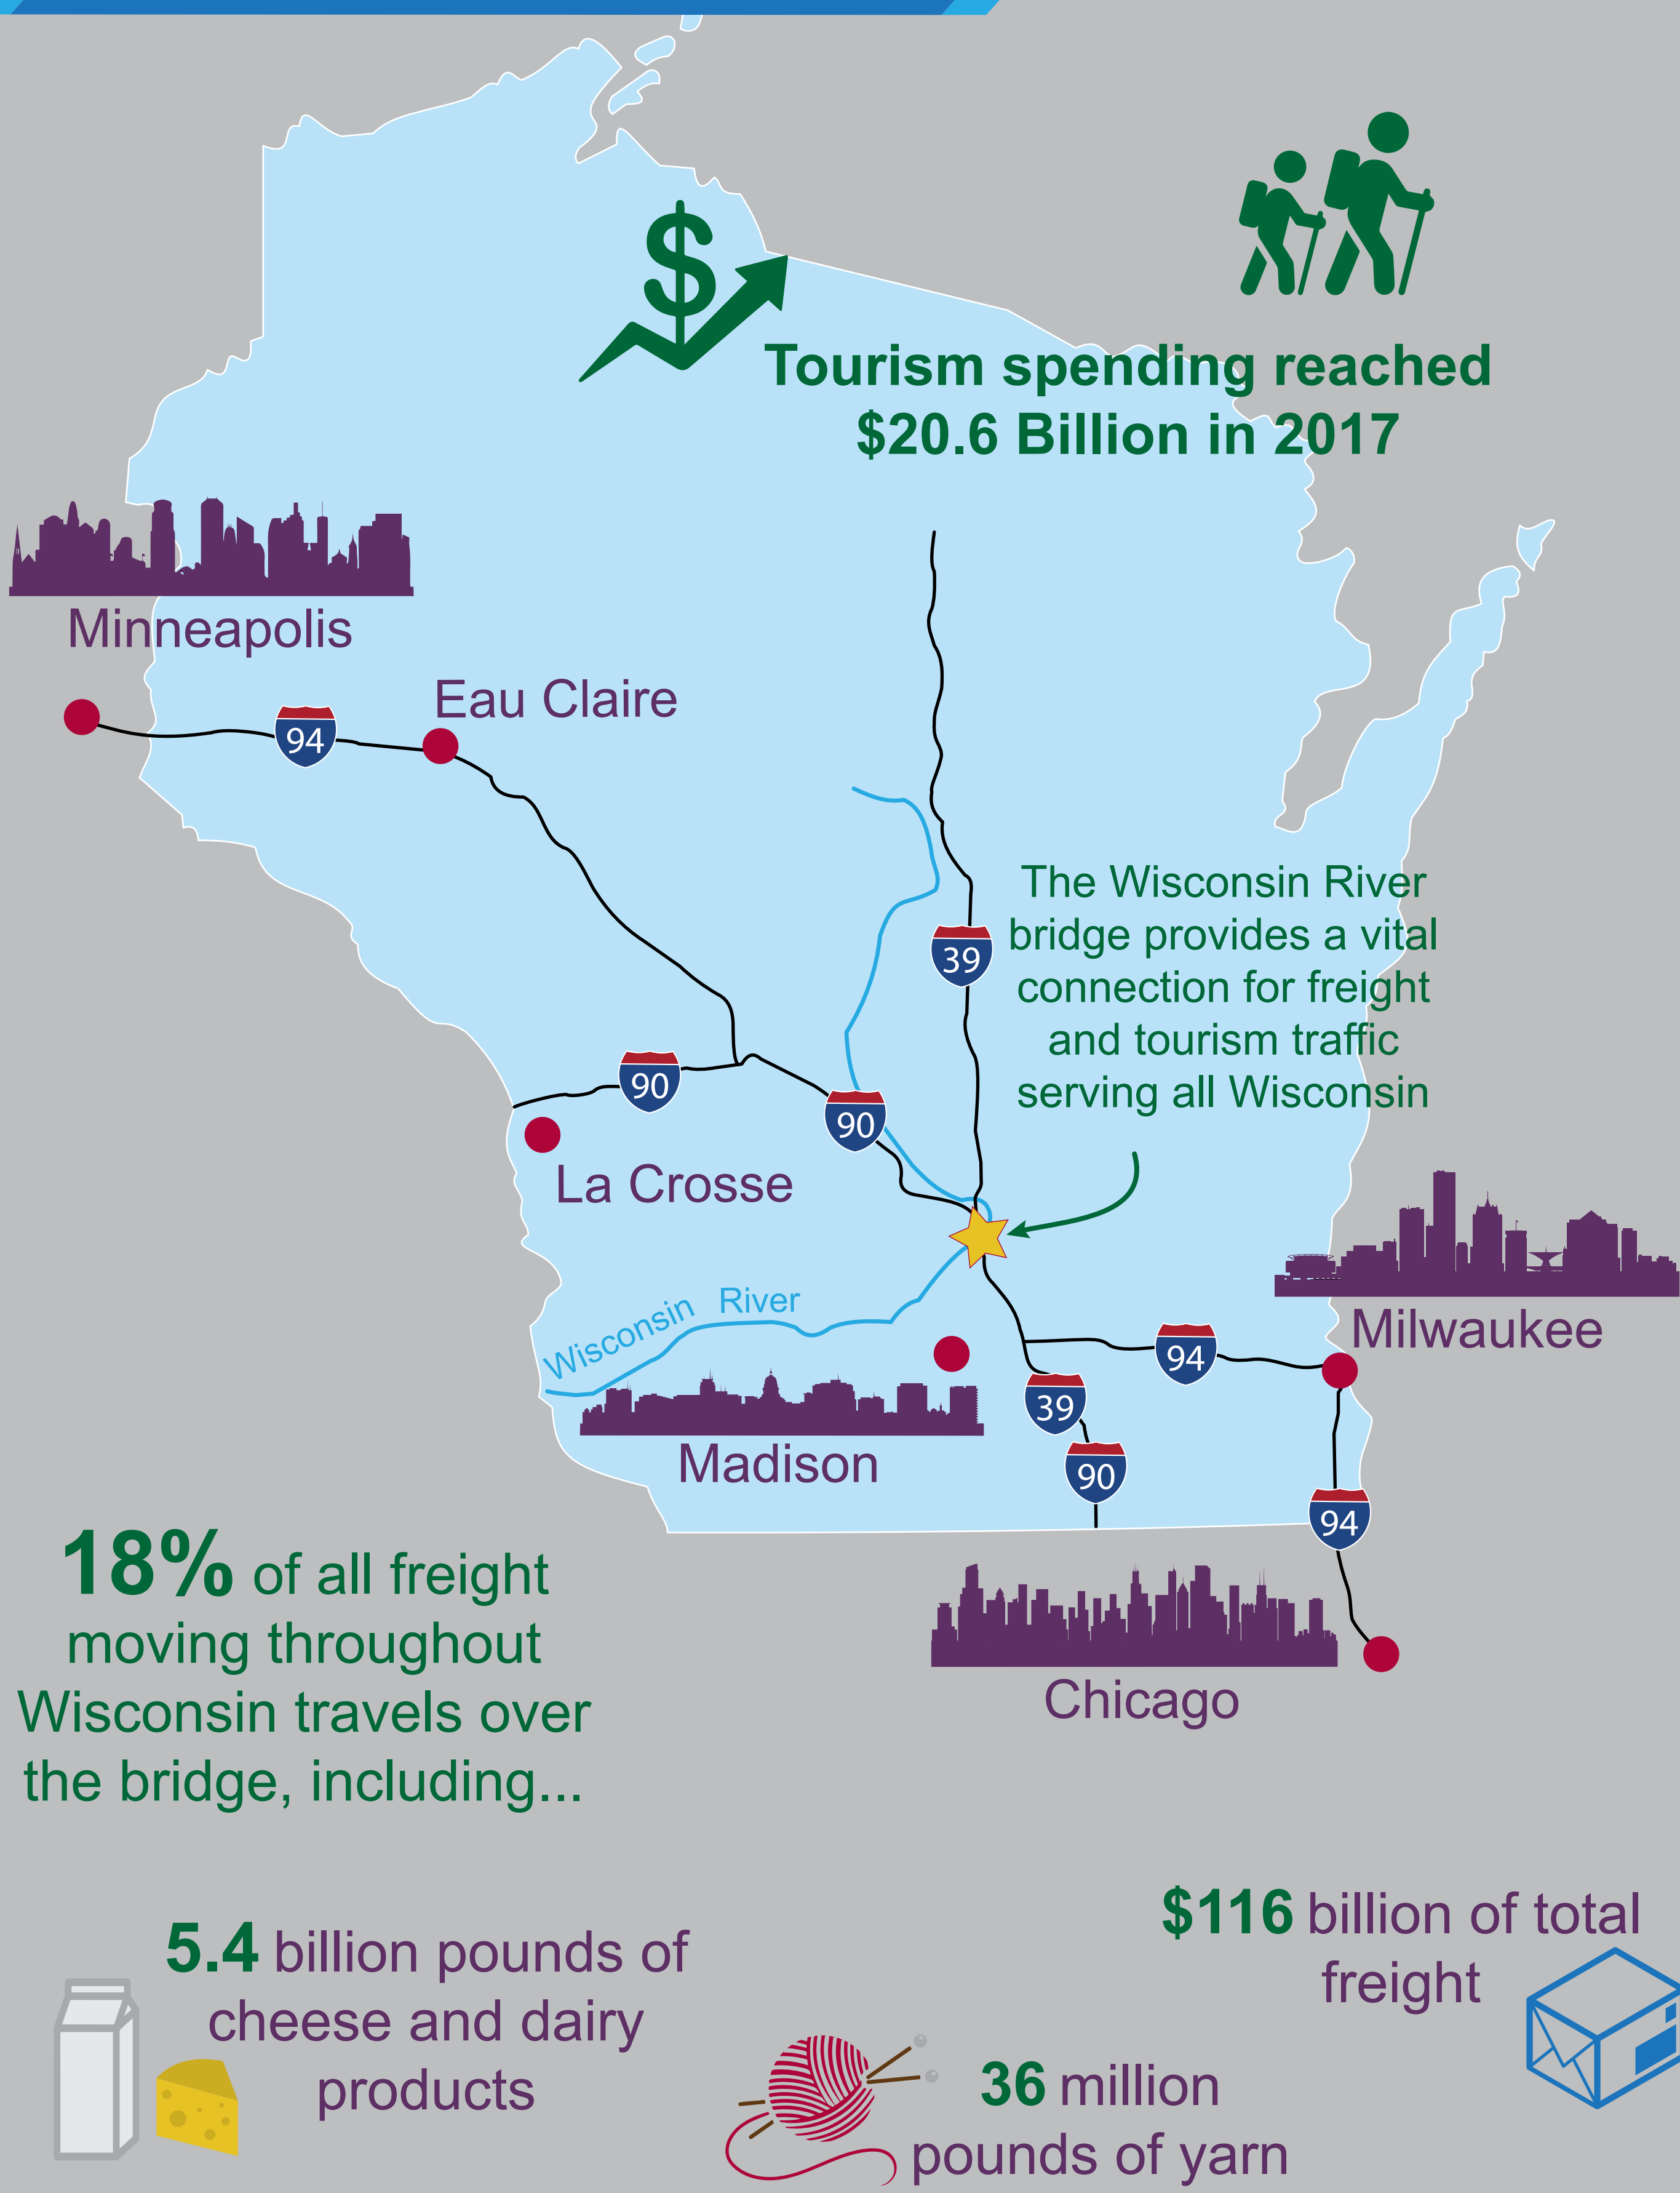 Tourism spending reached
$20.6 Billion in 2017
Minneapolis
Eau Claire
94
The Wisconsin River
bridge provides a vital
connection for freight
and tourism traffic
serving all Wisconsin
39
90
90
La Crosse
Wisconsin River
Milwaukee
94
39
Madison
90
94
18% of all freight
moving throughout
Wisconsin travels over
the bridge, including...
Chicago
5.4 billion pounds of
cheese and dairy
products
$116 billion of total
freight
36 million
pounds of yarn